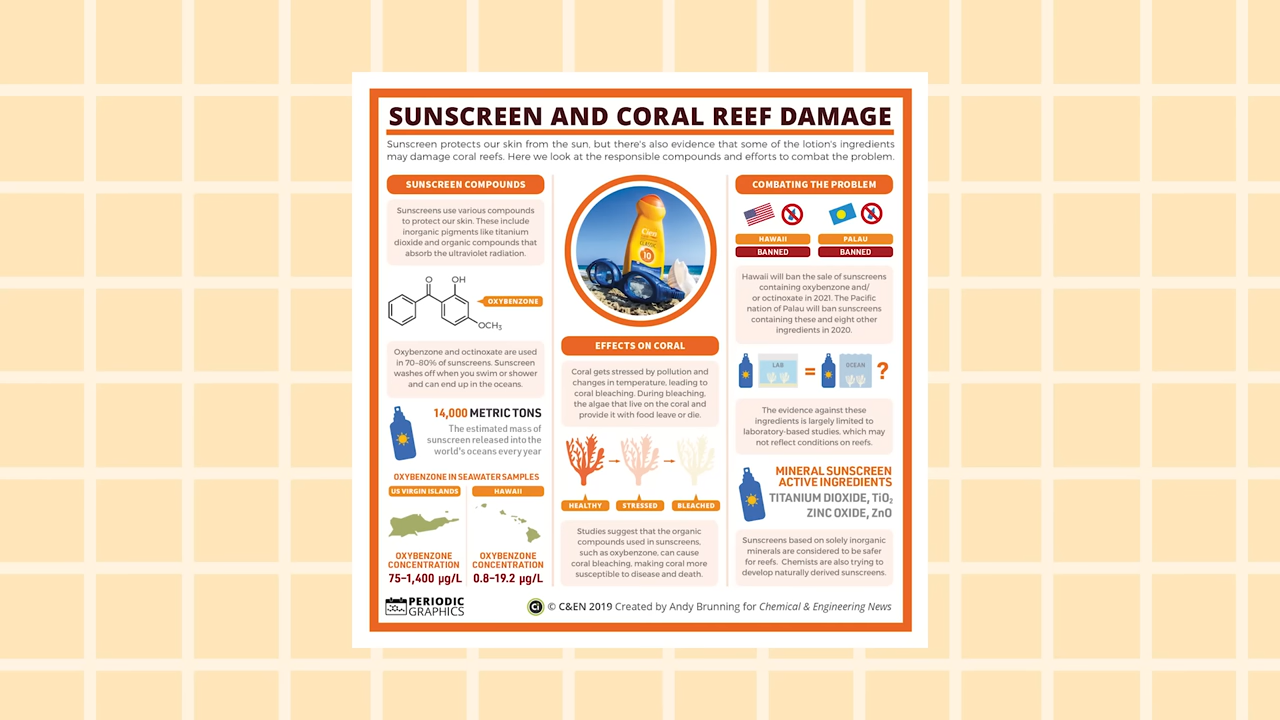 SUNSCREEN AND CORAL REEF DAMAGE
Sunscreen protects our skin from the sun, but there's also evidence that some of the lotion's ingredients
may damage coral reefs. Here we look at the responsible compounds and efforts to combat the problem.
SUNSCREEN COMPOUNDS
Sunscreens use various compounds
to protect our skin. These include
inorganic pigments like titanium
dioxide and organic compounds that
absorb the ultraviolet radiation.
O
OH
OCH₃
OXYBENZONE
Oxybenzone and octinoxate are used
in 70–80% of sunscreens. Sunscreen
washes off when you swim or shower
and can end up in the oceans.
14,000 METRIC TONS
The estimated mass of
sunscreen released into the
world's oceans every year
OXYBENZONE IN SEAWATER SAMPLES
US VIRGIN ISLANDS
OXYBENZONE
CONCENTRATION
75–1,400 µg/L
HAWAII
OXYBENZONE
CONCENTRATION
0.8–19.2 µg/L
CLASSIC
10
EFFECTS ON CORAL
Coral gets stressed by pollution and
changes in temperature, leading to
coral bleaching. During bleaching,
the algae that live on the coral and
provide it with food leave or die.
HEALTHY
STRESSED
BLEACHED
Studies suggest that the organic
compounds used in sunscreens,
such as oxybenzone, can cause
coral bleaching, making coral more
susceptible to disease and death.
COMBATING THE PROBLEM
HAWAII
BANNED
PALAU
BANNED
Hawaii will ban the sale of sunscreens
containing oxybenzone and/
or octinoxate in 2021. The Pacific
nation of Palau will ban sunscreens
containing these and eight other
ingredients in 2020.
LAB = OCEAN ?
The evidence against these
ingredients is largely limited to
laboratory-based studies, which may
not reflect conditions on reefs.
MINERAL SUNSCREEN
ACTIVE INGREDIENTS
TITANIUM DIOXIDE, TiO₂
ZINC OXIDE, ZnO
Sunscreens based on solely inorganic
minerals are considered to be safer
for reefs. Chemists are also trying to
develop naturally derived sunscreens.
PERIODIC
GRAPHICS
Ci © C&EN 2019 Created by Andy Brunning for Chemical & Engineering News